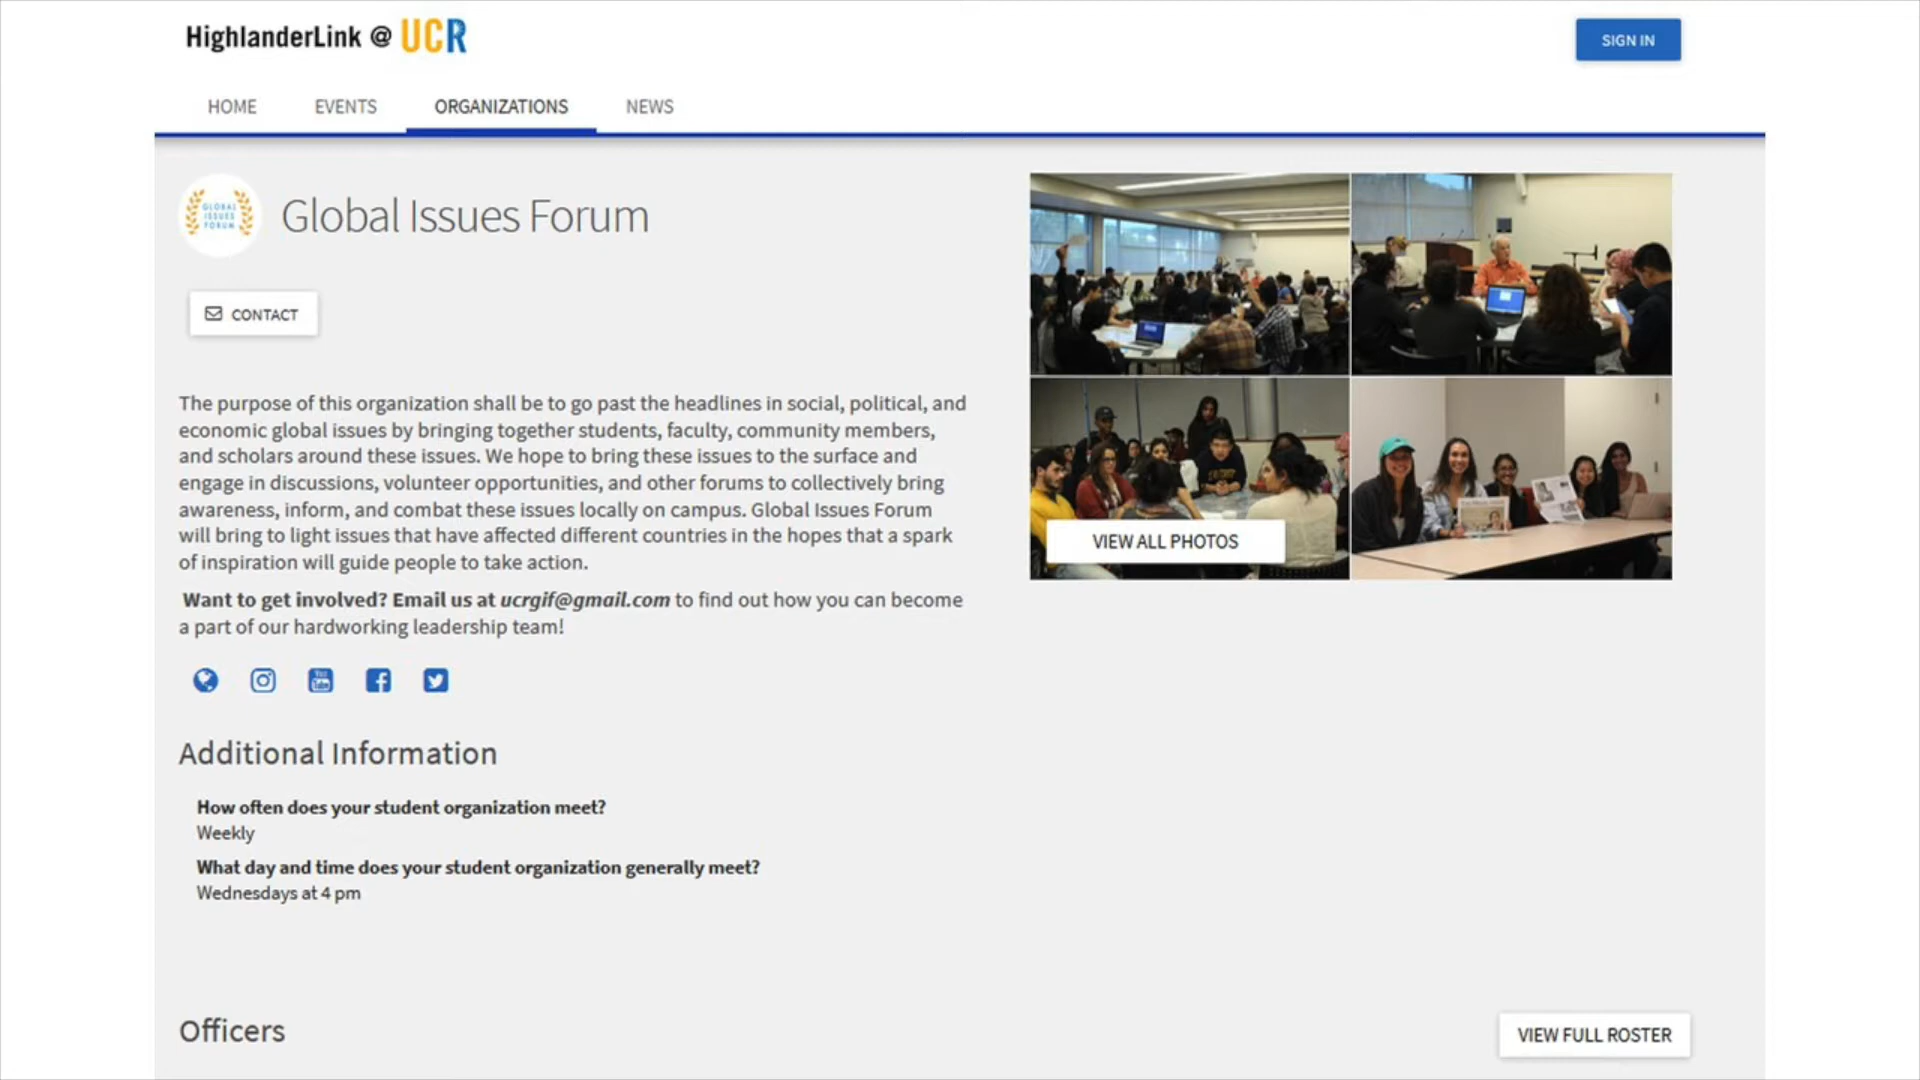 HighlanderLink @ UCR
SIGN IN
HOME
EVENTS
ORGANIZATIONS
NEWS
GLOBAL
ISSUES
FORUM
Global Issues Forum
CONTACT
The purpose of this organization shall be to go past the headlines in social, political, and
economic global issues by bringing together students, faculty, community members,
and scholars around these issues. We hope to bring these issues to the surface and
engage in discussions, volunteer opportunities, and other forums to collectively bring
awareness, inform, and combat these issues locally on campus. Global Issues Forum
will bring to light issues that have affected different countries in the hopes that a spark
of inspiration will guide people to take action.
Want to get involved? Email us at ucrgif@gmail.com to find out how you can become
a part of our hardworking leadership team!
VIEW ALL PHOTOS
You
Tube
Additional Information
How often does your student organization meet?
Weekly
What day and time does your student organization generally meet?
Wednesdays at 4 pm
Officers
VIEW FULL ROSTER